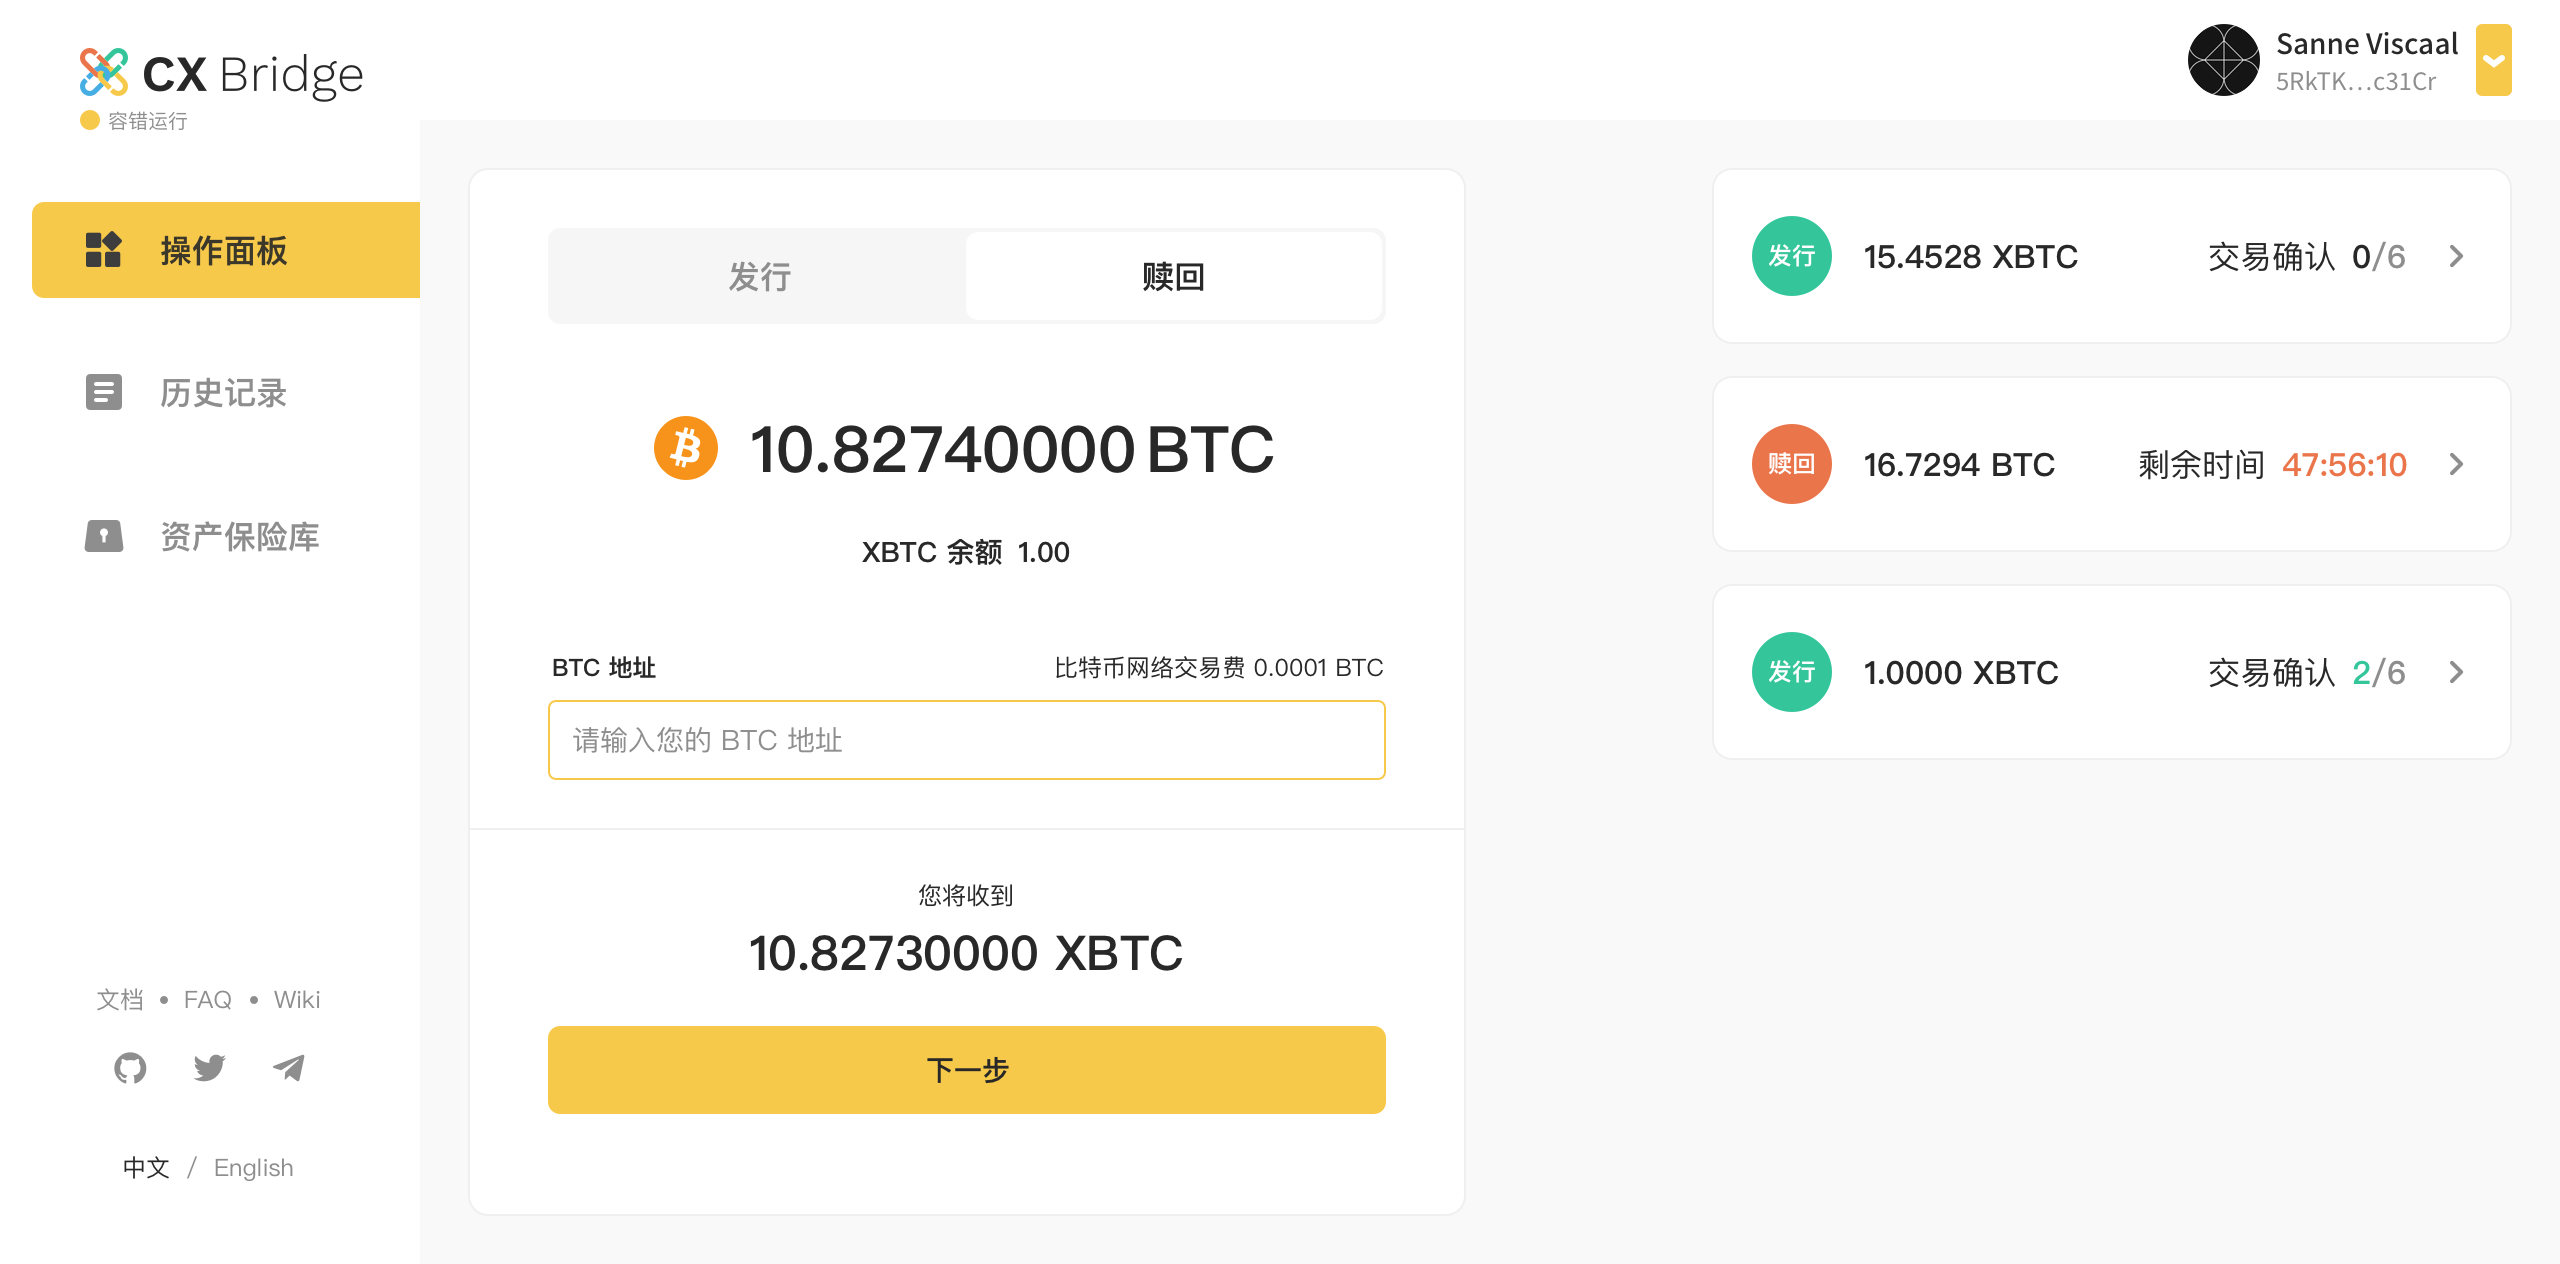 CX Bridge
容错运行
操作面板
历史记录
资产保险库
文档 • FAQ • Wiki
中文 / English
Sanne Viscaal
5RkTK...c31Cr
发行
赎回
10.82740000 BTC
XBTC 余额 1.00
BTC 地址
比特币网络交易费 0.0001 BTC
请输入您的 BTC 地址
您将收到
10.82730000 XBTC
下一步
发行 15.4528 XBTC 交易确认 0/6
赎回 16.7294 BTC 剩余时间 47:56:10
发行 1.0000 XBTC 交易确认 2/6